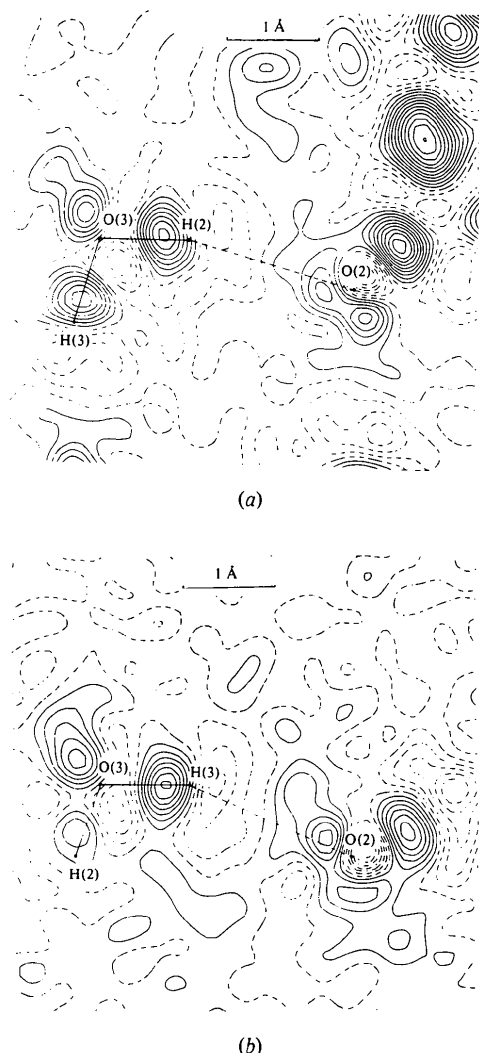 1 Å
O(3)
H(2)
O(2)
H(3)
(a)
1 Å
O(3)
H(3)
O(2)
H(2)
(b)